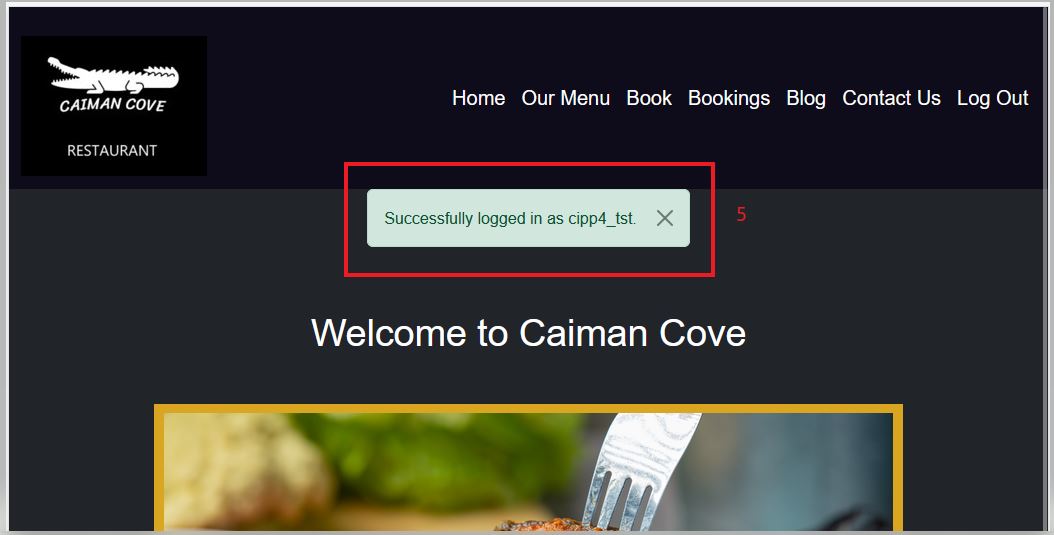 CAIMAN COVE
RESTAURANT
Home Our Menu Book Bookings Blog Contact Us Log Out
Successfully logged in as cipp4_tst.
5
Welcome to Caiman Cove